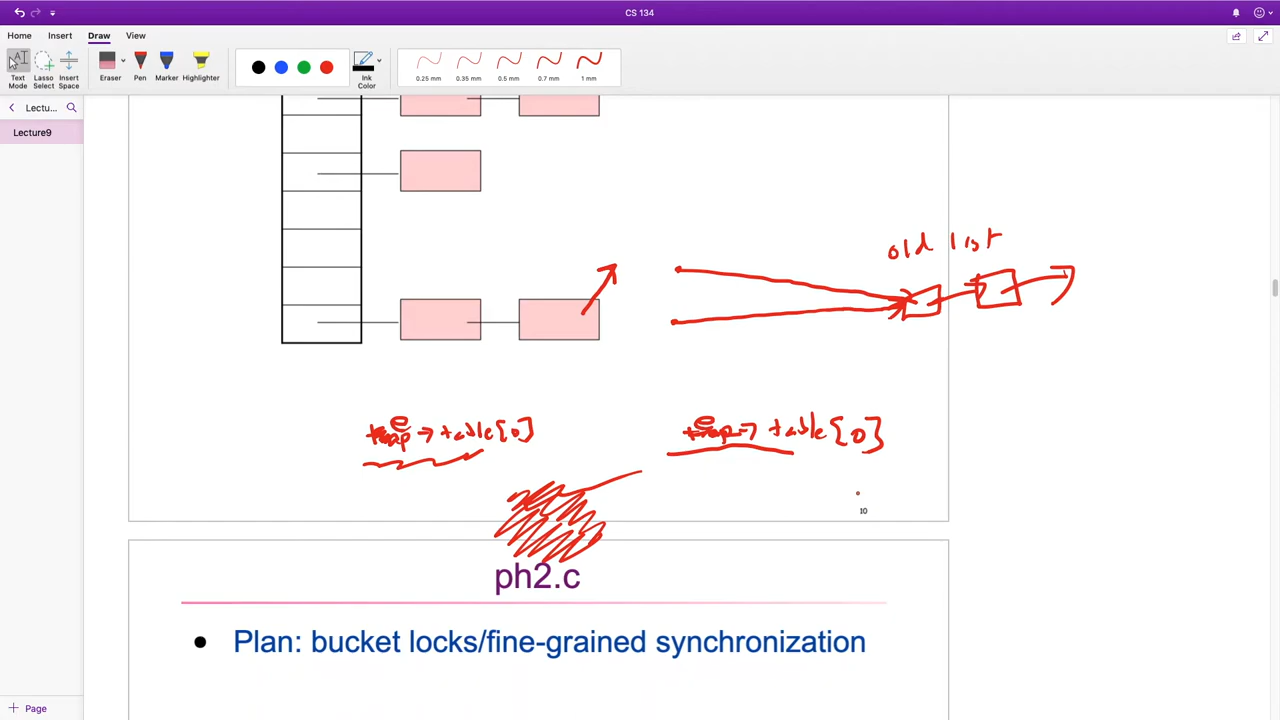 CS 134
Home Insert Draw View
Text Mode
Lasso Select
Insert Space
Eraser
Pen
Marker
Highlighter
Ink Color
0.25 mm 0.35 mm 0.5 mm 0.7 mm 1 mm
Lectu...
Lecture9
old list
e → table[0] e → table[0]
10
ph2.c
• Plan: bucket locks/fine-grained synchronization
+ Page